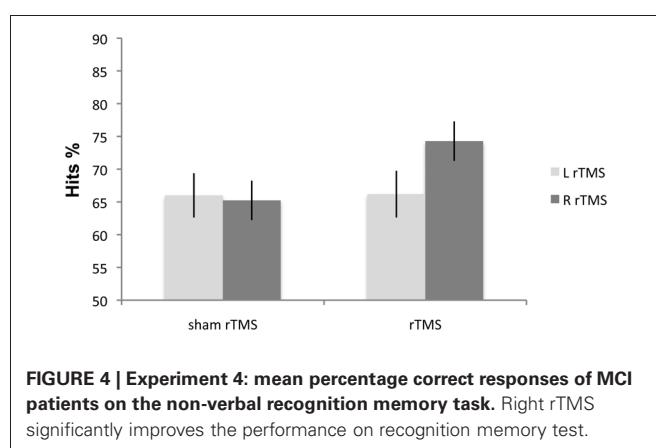 90
85
80
75
70
65
60
55
50
Hits %
sham rTMS
rTMS
L rTMS
R rTMS
FIGURE 4 | Experiment 4: mean percentage correct responses of MCI
patients on the non-verbal recognition memory task. Right rTMS
significantly improves the performance on recognition memory test.